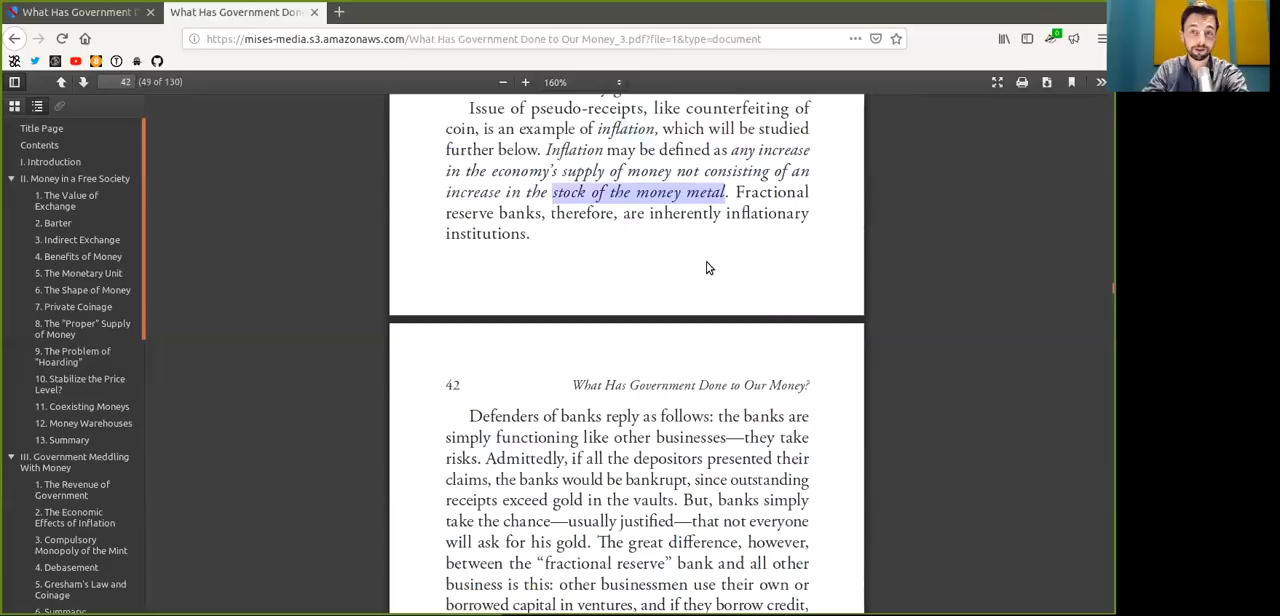 What Has Government D
What Has Government Don
https://mises-media.s3.amazonaws.com/What Has Government Done to Our Money_3.pdf?file=1&type=document
0
42 (49 of 130)
160%
Title Page
Contents
I. Introduction
II. Money in a Free Society
1. The Value of
Exchange
2. Barter
3. Indirect Exchange
4. Benefits of Money
5. The Monetary Unit
6. The Shape of Money
7. Private Coinage
8. The “Proper” Supply
of Money
9. The Problem of
“Hoarding”
10. Stabilize the Price
Level?
11. Coexisting Moneys
12. Money Warehouses
13. Summary
III. Government Meddling
With Money
1. The Revenue of
Government
2. The Economic
Effects of Inflation
3. Compulsory
Monopoly of the Mint
4. Debasement
5. Gresham's Law and
Coinage
6. Summary:
Issue of pseudo-receipts, like counterfeiting of
coin, is an example of inflation, which will be studied
further below. Inflation may be defined as any increase
in the economy’s supply of money not consisting of an
increase in the stock of the money metal. Fractional
reserve banks, therefore, are inherently inflationary
institutions.
42 What Has Government Done to Our Money?
Defenders of banks reply as follows: the banks are
simply functioning like other businesses—they take
risks. Admittedly, if all the depositors presented their
claims, the banks would be bankrupt, since outstanding
receipts exceed gold in the vaults. But, banks simply
take the chance—usually justified—that not everyone
will ask for his gold. The great difference, however,
between the “fractional reserve” bank and all other
business is this: other businessmen use their own or
borrowed capital in ventures, and if they borrow credit,